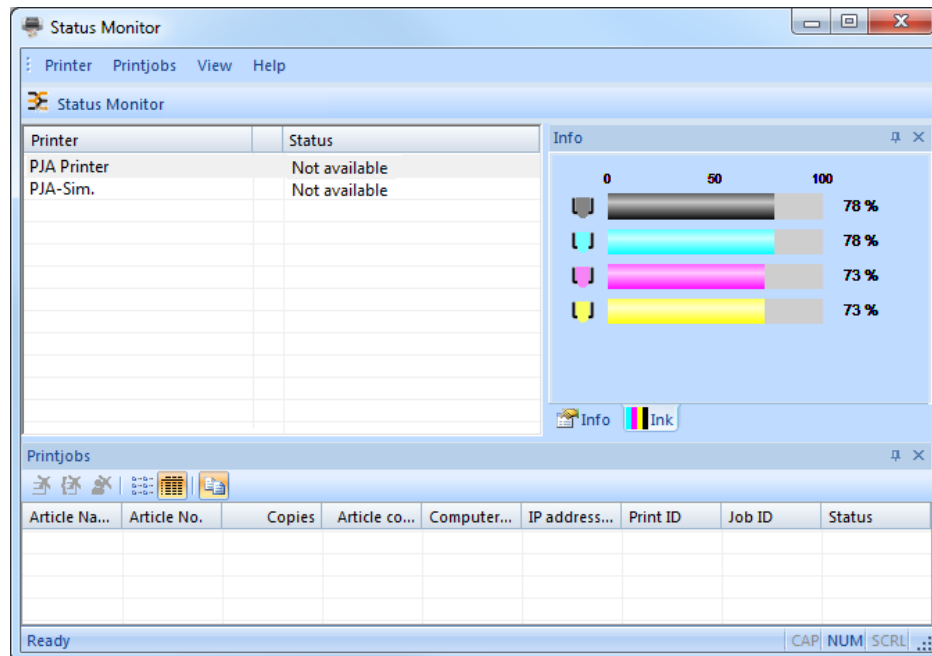 Status Monitor
Printer Printjobs View Help
Status Monitor
Printer Status
PJA Printer Not available
PJA-Sim. Not available
Info
0 50 100
78 %
78 %
73 %
73 %
Info Ink
Printjobs
Article Na... Article No. Copies Article co... Computer... IP address... Print ID Job ID Status
Ready CAP NUM SCRL